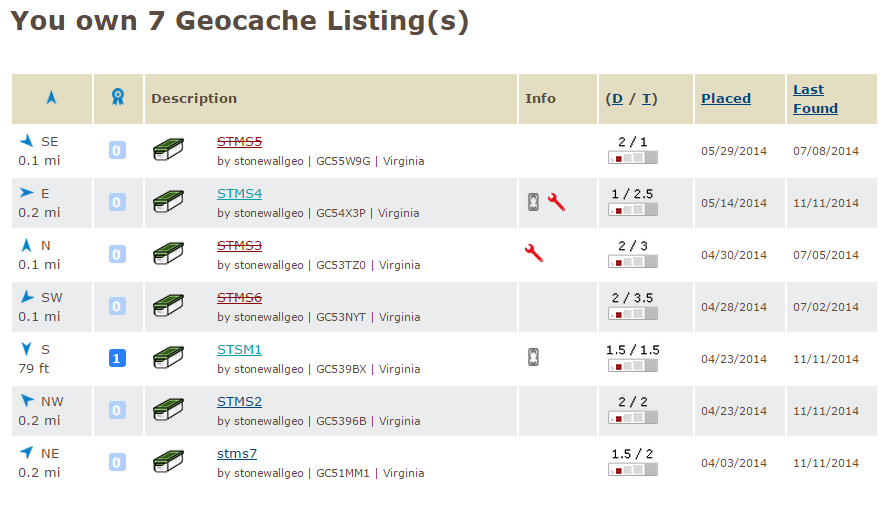 You own 7 Geocache Listing(s)
Description Info (D / T) Placed Last Found
SE 0.1 mi 0 STMS5 2 / 1 05/29/2014 07/08/2014
by stonewallgeo | GC55W9G | Virginia
E 0.2 mi 0 STMS4 1 / 2.5 05/14/2014 11/11/2014
by stonewallgeo | GC54X3P | Virginia
N 0.1 mi 0 STMS3 2 / 3 04/30/2014 07/05/2014
by stonewallgeo | GC53TZ0 | Virginia
SW 0.1 mi 0 STMS6 2 / 3.5 04/28/2014 07/02/2014
by stonewallgeo | GC53NYT | Virginia
S 79 ft 1 STSM1 1.5 / 1.5 04/23/2014 11/11/2014
by stonewallgeo | GC539BX | Virginia
NW 0.2 mi 0 STMS2 2 / 2 04/23/2014 11/11/2014
by stonewallgeo | GC5396B | Virginia
NE 0.2 mi 0 stms7 1.5 / 2 04/03/2014 11/11/2014
by stonewallgeo | GC51MM1 | Virginia